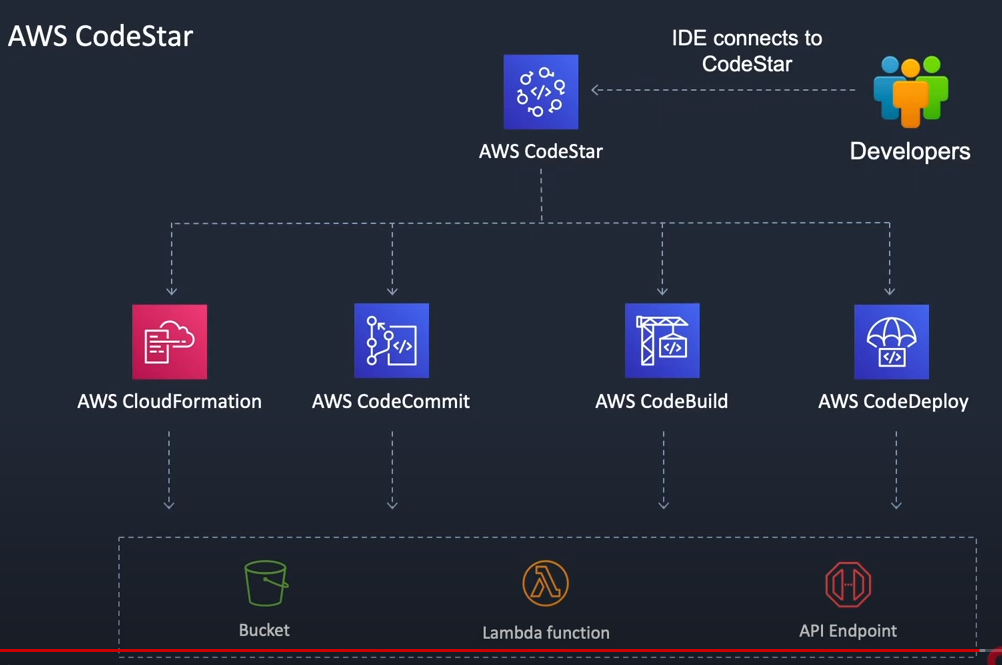 AWS CodeStar
IDE connects to
CodeStar
AWS CodeStar
Developers
AWS CloudFormation
AWS CodeCommit
AWS CodeBuild
AWS CodeDeploy
Bucket
Lambda function
API Endpoint